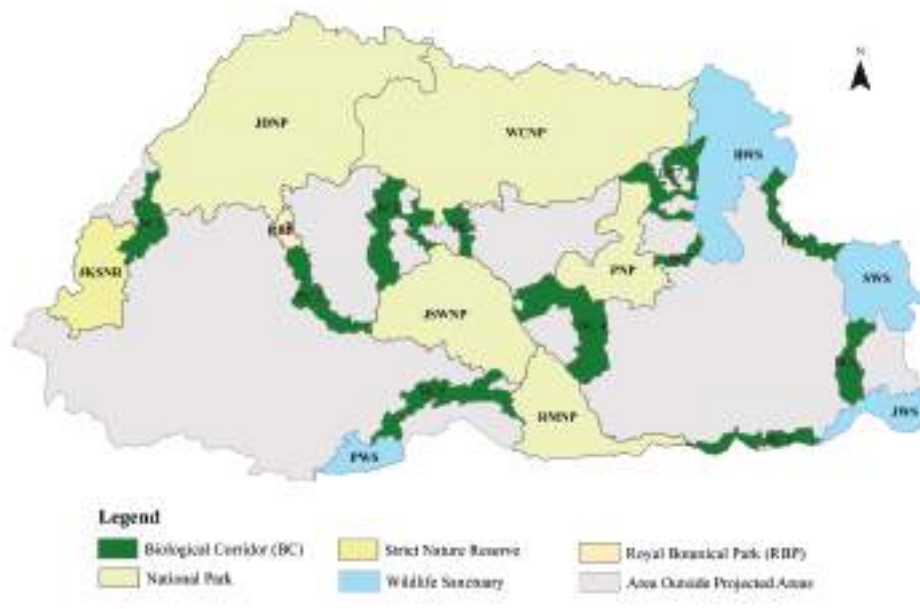 N
JDNP
WCNP
BWS
RBP
JKSNR
PNP
SWS
JSWNP
RMNP
JWS
PWS
Legend
Biological Corridor (BC)
Strict Nature Reserve
Royal Botanical Park (RBP)
National Park
Wildlife Sanctuary
Area Outside Projected Areas